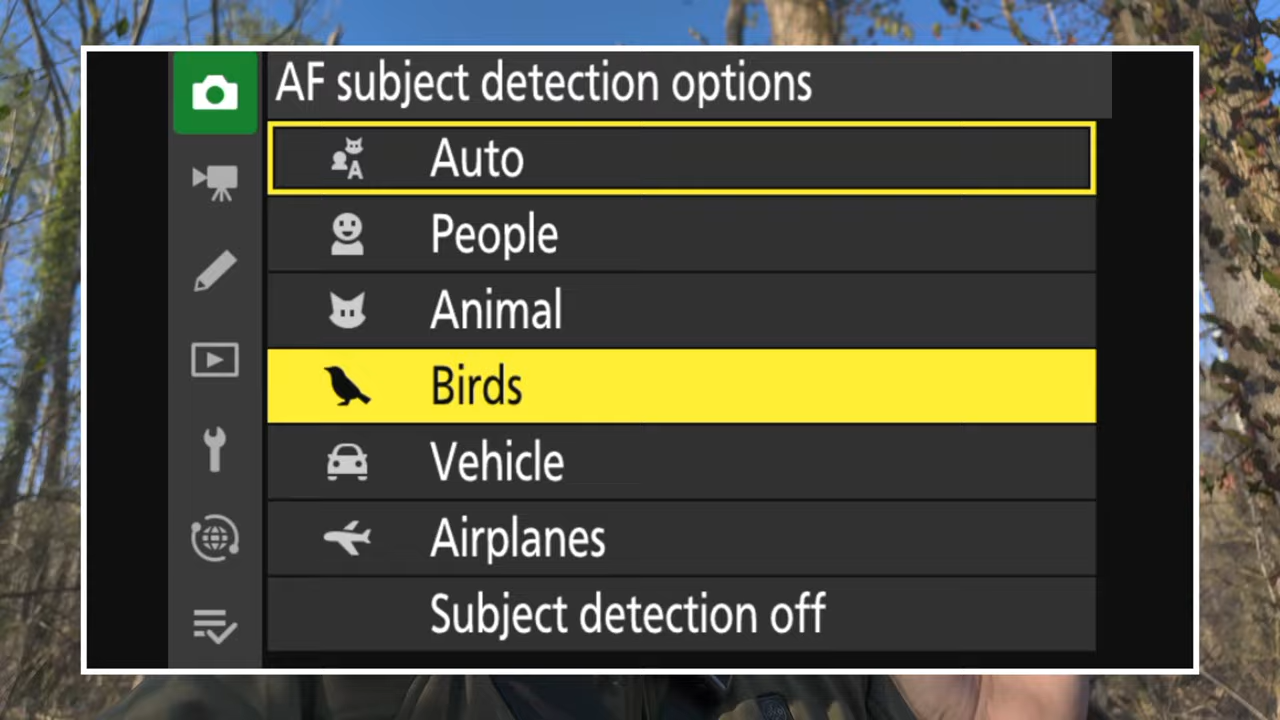 AF subject detection options
Auto
People
Animal
Birds
Vehicle
Airplanes
Subject detection off